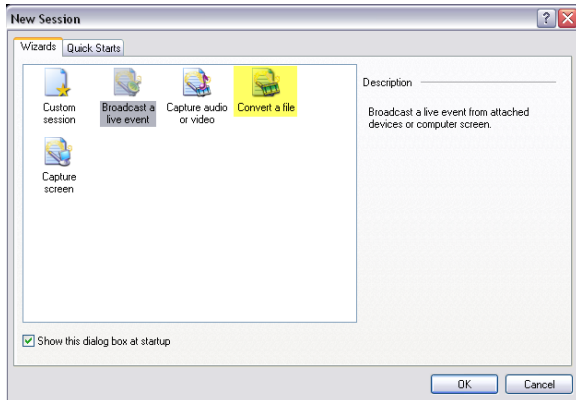 New Session
Wizards
Quick Starts
Custom
session
Broadcast a
live event
Capture audio
or video
Convert a file
Capture
screen
Description
Broadcast a live event from attached
devices or computer screen.
Show this dialog box at startup
OK
Cancel